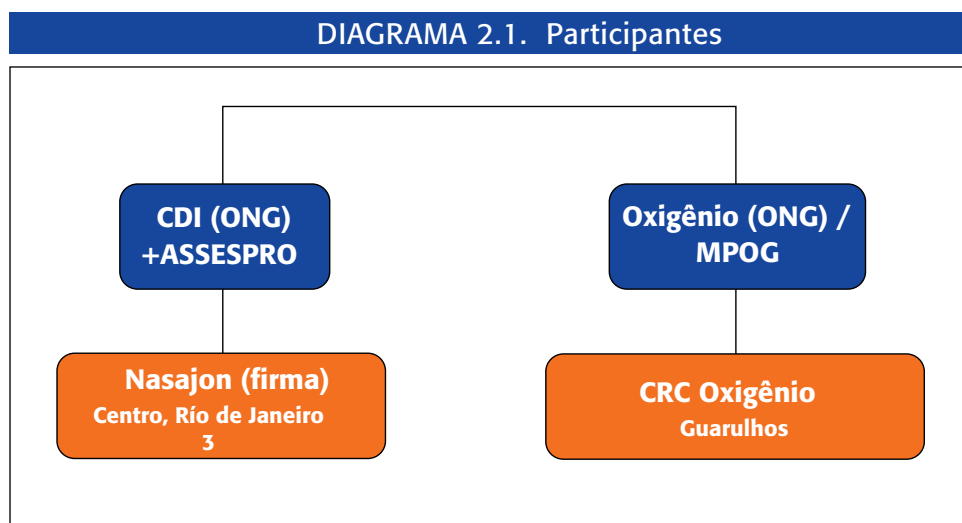 DIAGRAMA 2.1. Participantes
CDI (ONG)
+ASSESPRO
Oxigênio (ONG) /
MPOG
Nasajon (firma)
Centro, Río de Janeiro
3
CRC Oxigênio
Guarulhos